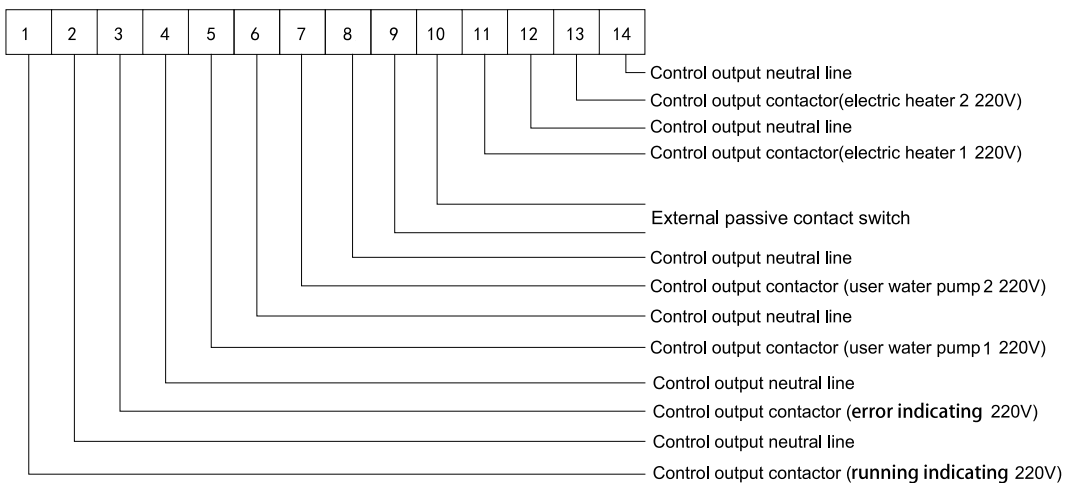 1 2 3 4 5 6 7 8 9 10 11 12 13 14
Control output neutral line
Control output contactor(electric heater 2 220V)
Control output neutral line
Control output contactor(electric heater 1 220V)
External passive contact switch
Control output neutral line
Control output contactor (user water pump 2 220V)
Control output neutral line
Control output contactor (user water pump 1 220V)
Control output neutral line
Control output contactor (error indicating 220V)
Control output neutral line
Control output contactor (running indicating 220V)